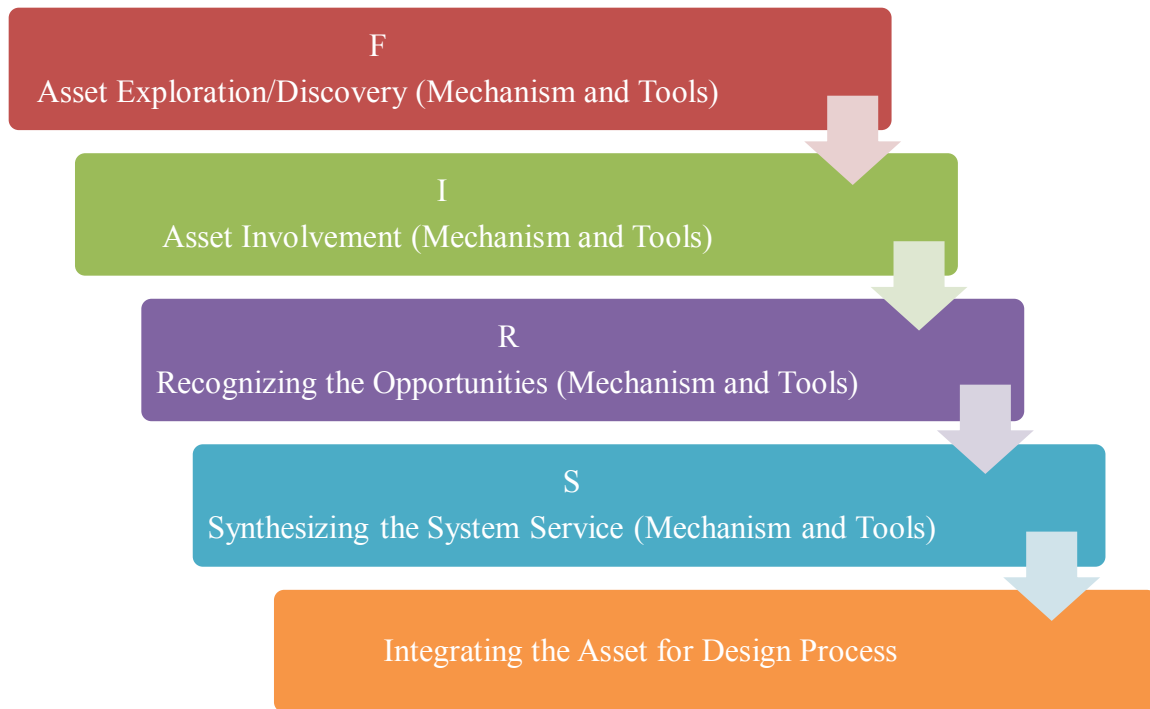 F
Asset Exploration/Discovery (Mechanism and Tools)
I
Asset Involvement (Mechanism and Tools)
R
Recognizing the Opportunities (Mechanism and Tools)
S
Synthesizing the System Service (Mechanism and Tools)
Integrating the Asset for Design Process